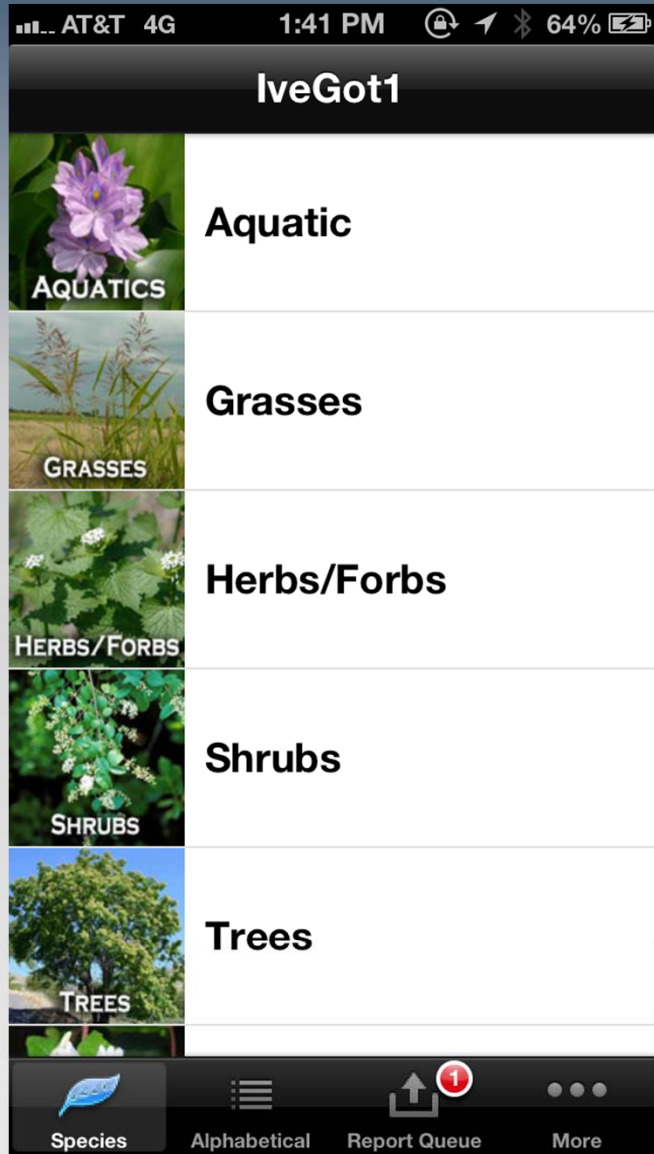 AT&T 4G 1:41 PM 64%
IveGot1
AQUATICS
Aquatic
GRASSES
Grasses
HERBS/FORBS
Herbs/Forbs
SHRUBS
Shrubs
TREES
Trees
1
Species Alphabetical Report Queue More